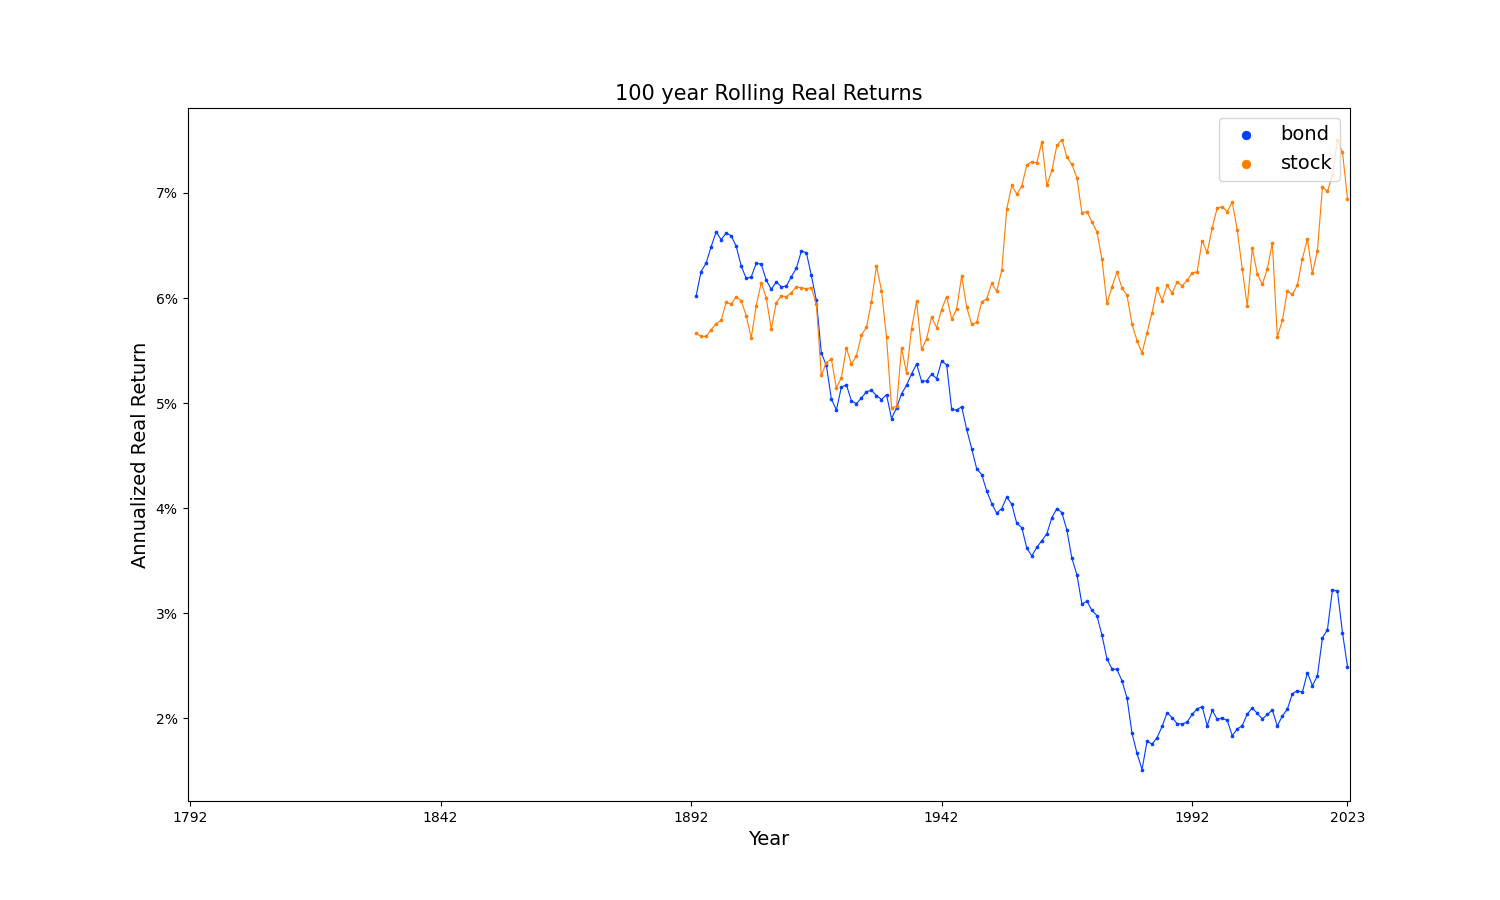 100 year Rolling Real Returns
bond
stock
7%
6%
5%
4%
3%
2%
Annualized Real Return
1792
1842
1892
1942
1992
2023
Year